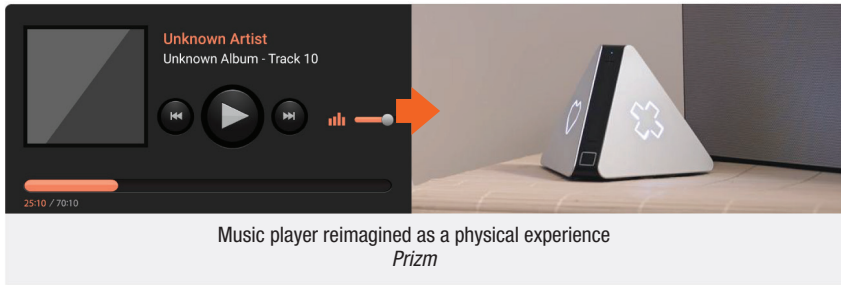 Unknown Artist
Unknown Album - Track 10
25:10 / 70:10
Music player reimagined as a physical experience
Prizm